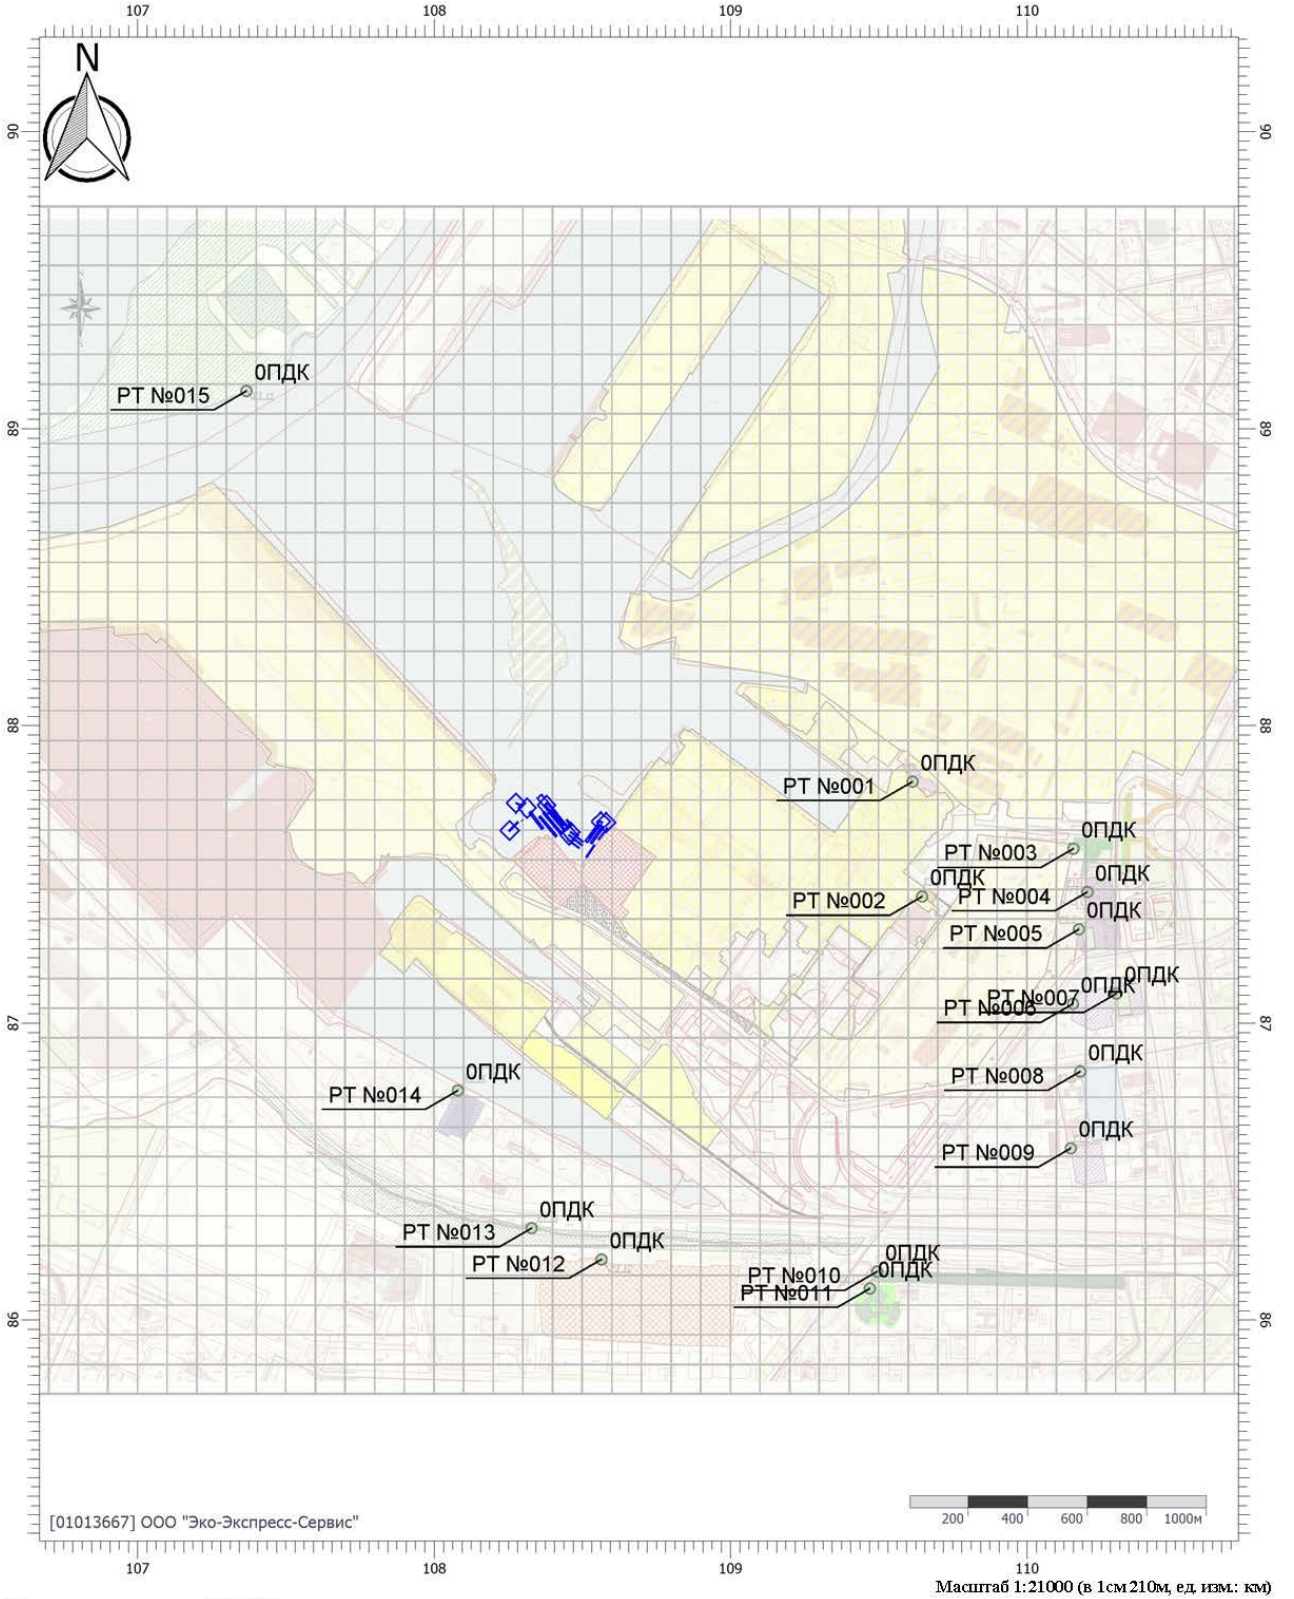 107 108 109 110
N
90 90
0ПДК
РТ №015
89 89
88 88
0ПДК
РТ №001
0ПДК
РТ №003
0ПДК
0ПДК
РТ №002
РТ №004
0ПДК
РТ №005
0ПДК
0ПДК
РТ №007
РТ №006
87 87
0ПДК
РТ №008
0ПДК
РТ №014
0ПДК
РТ №009
0ПДК
РТ №013
0ПДК
РТ №012
0ПДК
0ПДК
РТ №010
РТ №011
86 86
[01013667] ООО "Эко-Экспресс-Сервис"
200 400 600 800 1000м
107 108 109 110
Масштаб 1:21000 (в 1см 210м, ед. изм.: км)